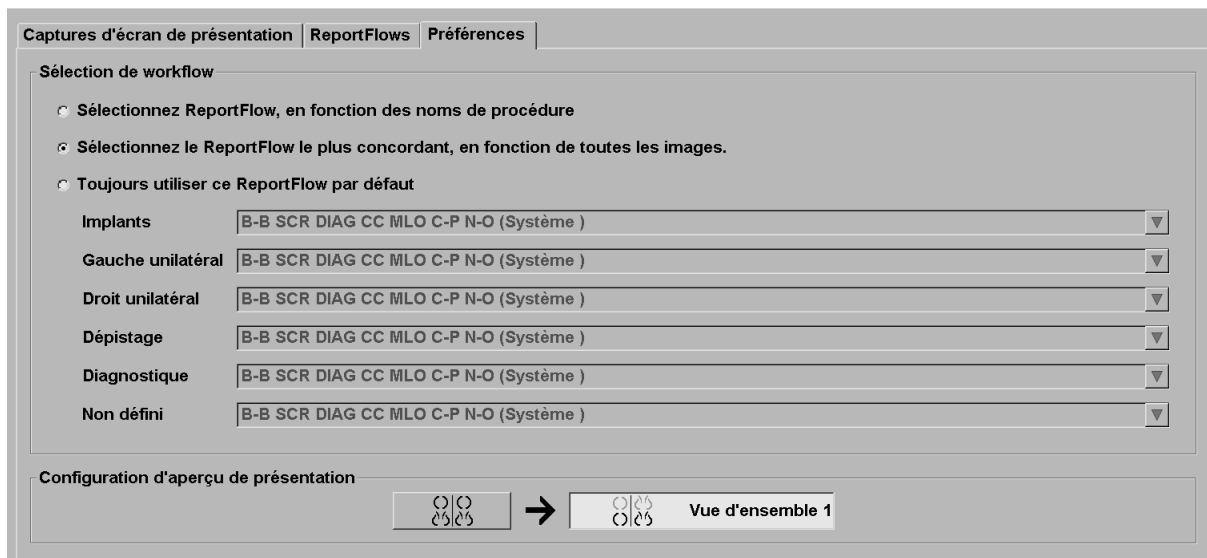 Captures d'écran de présentation ReportFlows Préférences
Sélection de workflow
Sélectionnez ReportFlow, en fonction des noms de procédure
Sélectionnez le ReportFlow le plus concordant, en fonction de toutes les images.
Toujours utiliser ce ReportFlow par défaut
Implants B-B SCR DIAG CC MLO C-P N-O (Système )
Gauche unilatéral B-B SCR DIAG CC MLO C-P N-O (Système )
Droit unilatéral B-B SCR DIAG CC MLO C-P N-O (Système )
Dépistage B-B SCR DIAG CC MLO C-P N-O (Système )
Diagnostique B-B SCR DIAG CC MLO C-P N-O (Système )
Non défini B-B SCR DIAG CC MLO C-P N-O (Système )
Configuration d'aperçu de présentation
Vue d'ensemble 1